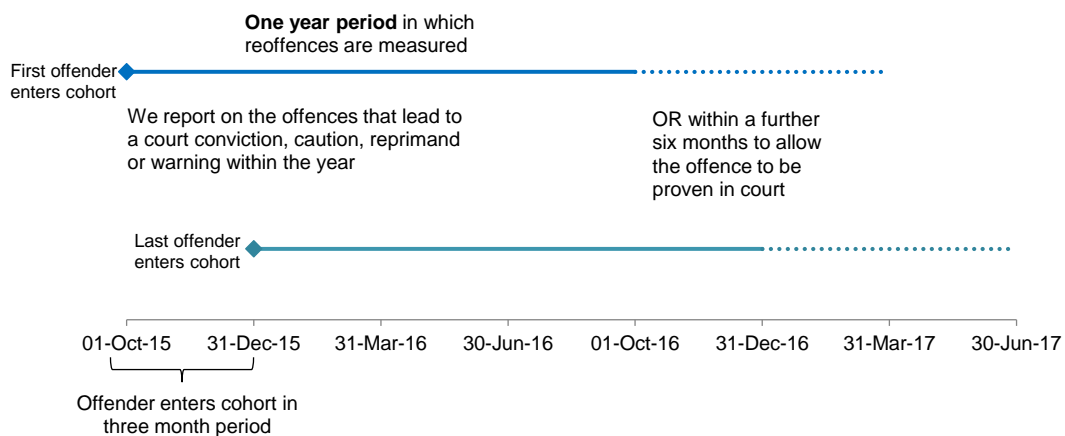 One year period in which
reoffences are measured
First offender
enters cohort
We report on the offences that lead to
a court conviction, caution, reprimand
or warning within the year
OR within a further
six months to allow
the offence to be
proven in court
Last offender
enters cohort
01-Oct-15 31-Dec-15 31-Mar-16 30-Jun-16 01-Oct-16 31-Dec-16 31-Mar-17 30-Jun-17
Offender enters cohort in
three month period